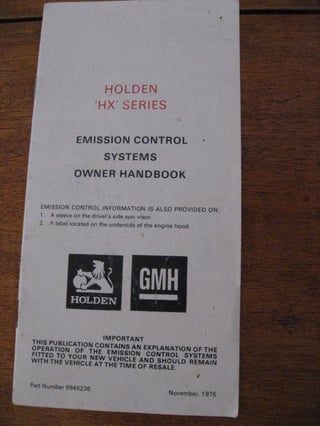 HOLDEN
'HX' SERIES
EMISSION CONTROL
SYSTEMS
OWNER HANDBOOK
EMISSION CONTROL INFORMATION IS ALSO PROVIDED ON:
1. A sleeve on the driver's side sun-visor.
2. A label located on the underside of the engine hood.
HOLDEN
GMH
IMPORTANT
THIS PUBLICATION CONTAINS AN EXPLANATION OF THE
OPERATION OF THE EMISSION CONTROL SYSTEMS
FITTED TO YOUR NEW VEHICLE AND SHOULD REMAIN
WITH THE VEHICLE AT THE TIME OF RESALE.
Part Number 9946236
November, 1976